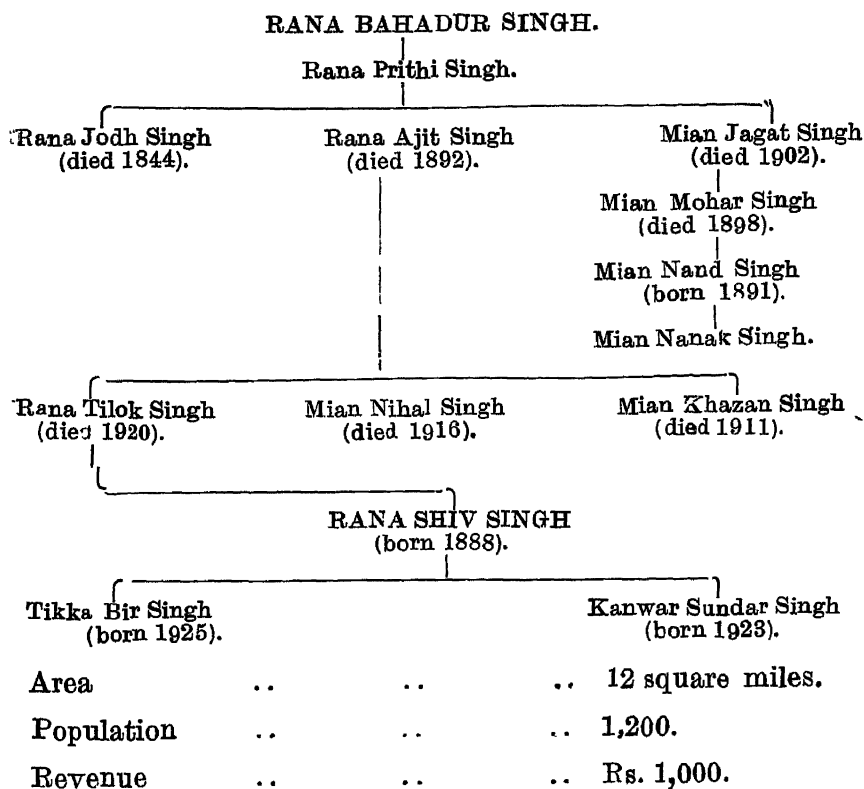 RANA BAHADUR SINGH.
Rana Prithi Singh.
Rana Jodh Singh
(died 1844).
Rana Ajit Singh
(died 1892).
Mian Jagat Singh
(died 1902).
Mian Mohar Singh
(died 1898).
Mian Nand Singh
(born 1891).
Mian Nanak Singh.
Rana Tilok Singh
(died 1920).
Mian Nihal Singh
(died 1916).
Mian Khazan Singh
(died 1911).
RANA SHIV SINGH
(born 1888).
Tikka Bir Singh
(born 1925).
Kanwar Sundar Singh
(born 1923).
Area .. .. .. 12 square miles.
Population .. .. .. 1,200.
Revenue .. .. .. Rs. 1,000.